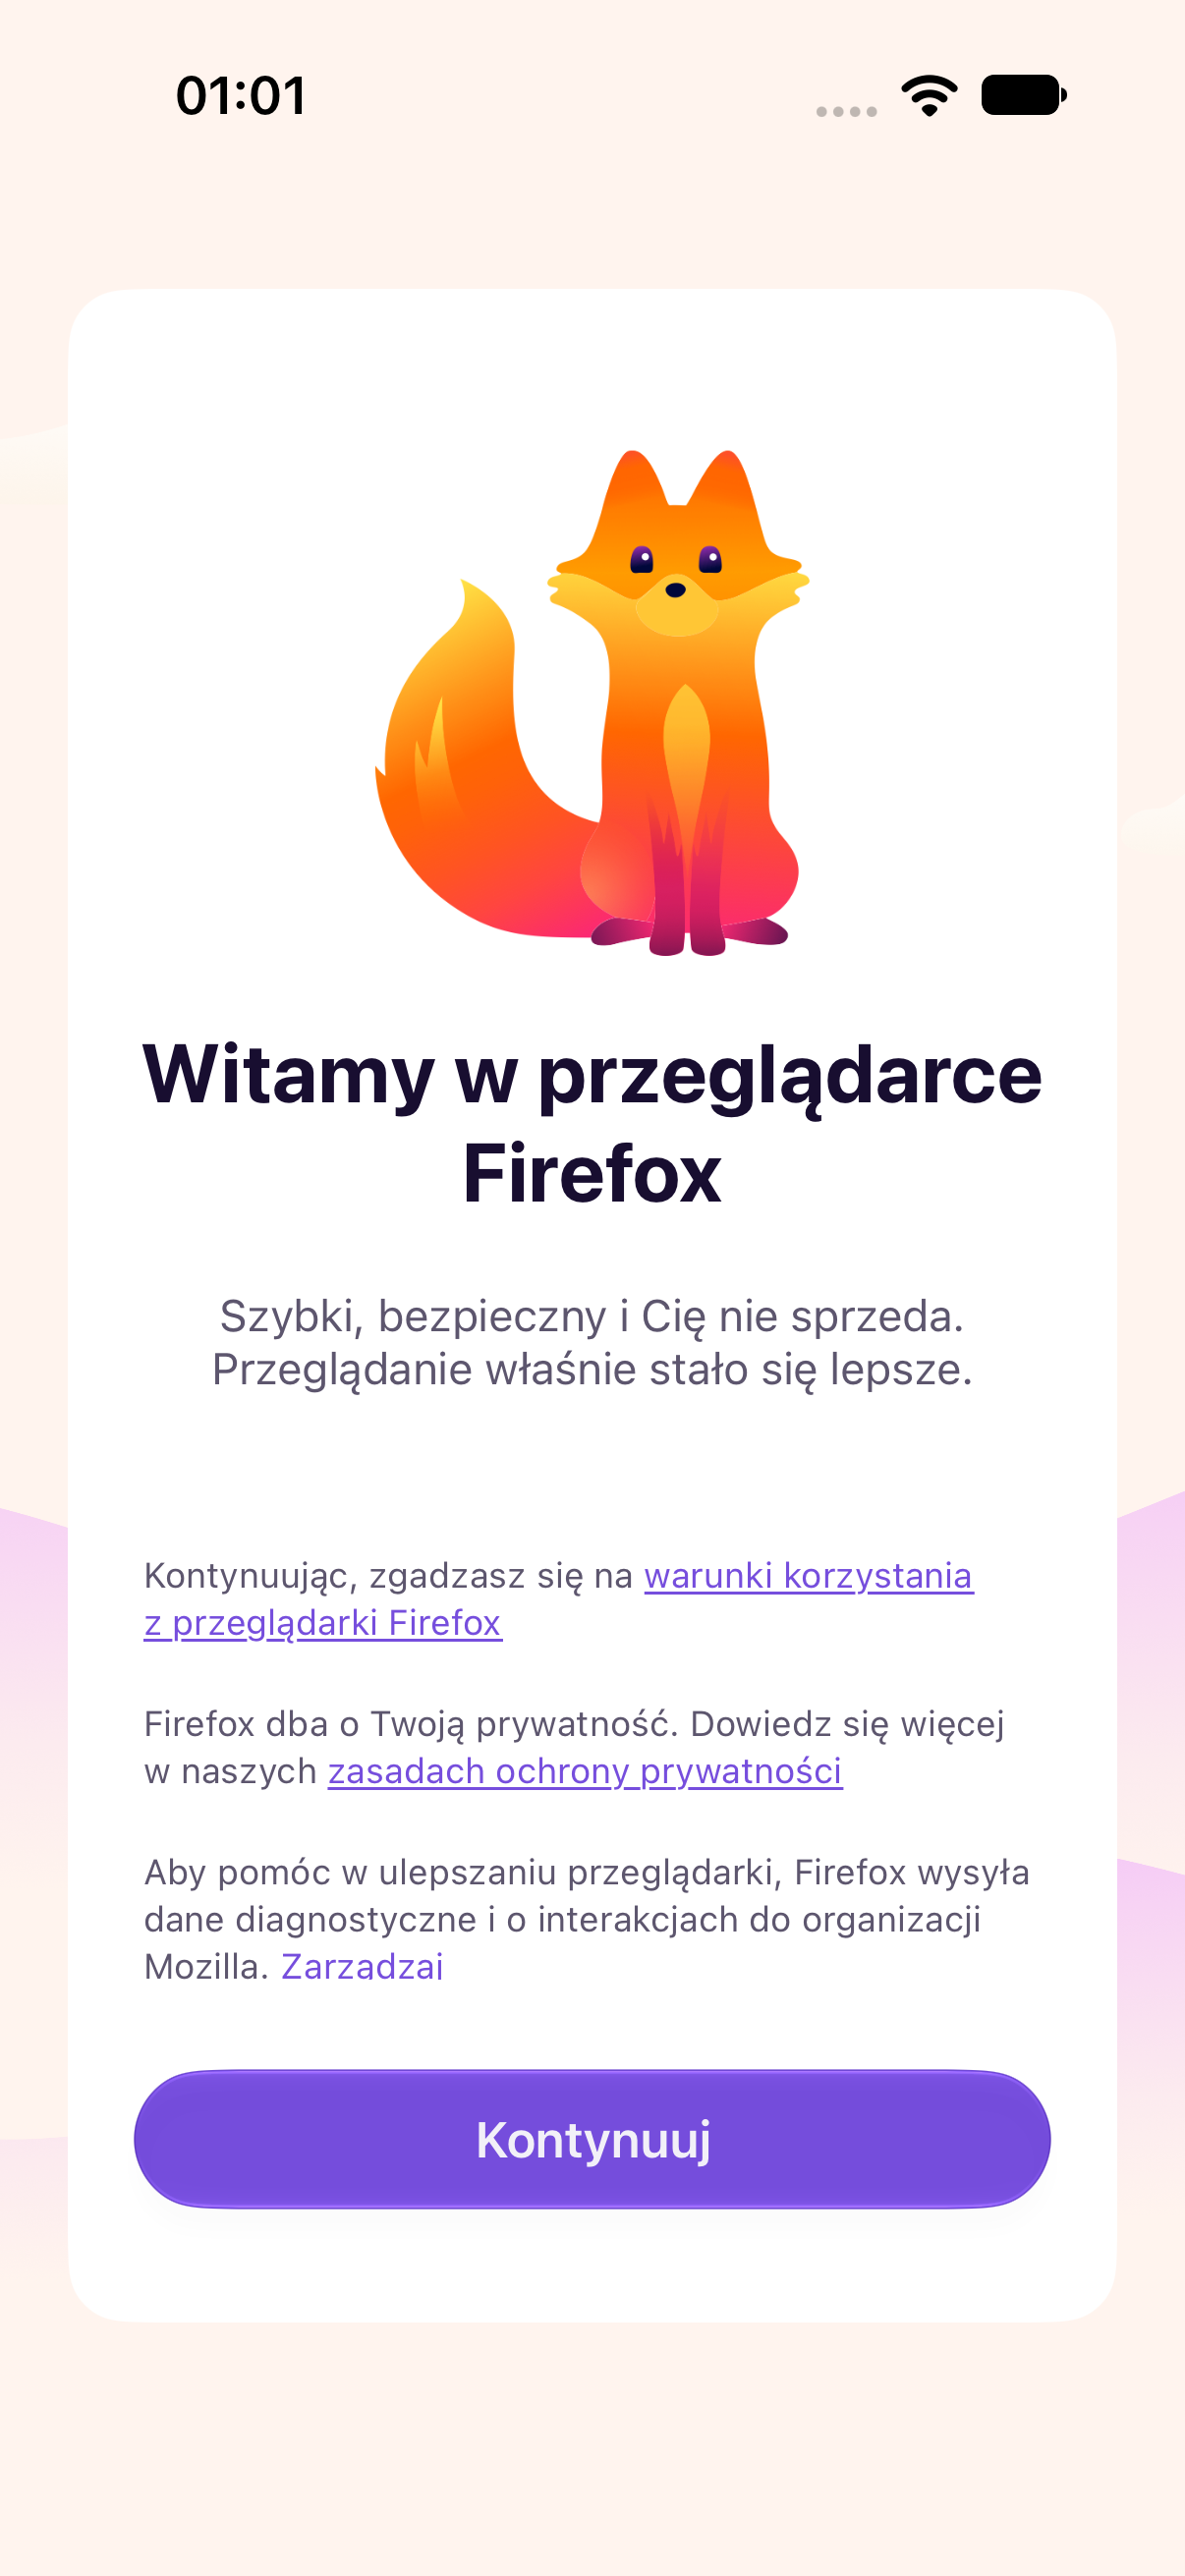 01:01
Witamy w przeglądarce
Firefox
Szybki, bezpieczny i Cię nie sprzeda.
Przeglądanie właśnie stało się lepsze.
Kontynuując, zgadzasz się na warunki korzystania
z przeglądarki Firefox
Firefox dba o Twoją prywatność. Dowiedz się więcej
w naszych zasadach ochrony prywatności
Aby pomóc w ulepszaniu przeglądarki, Firefox wysyła
dane diagnostyczne i o interakcjach do organizacji
Mozilla. Zarządzaj
Kontynuuj